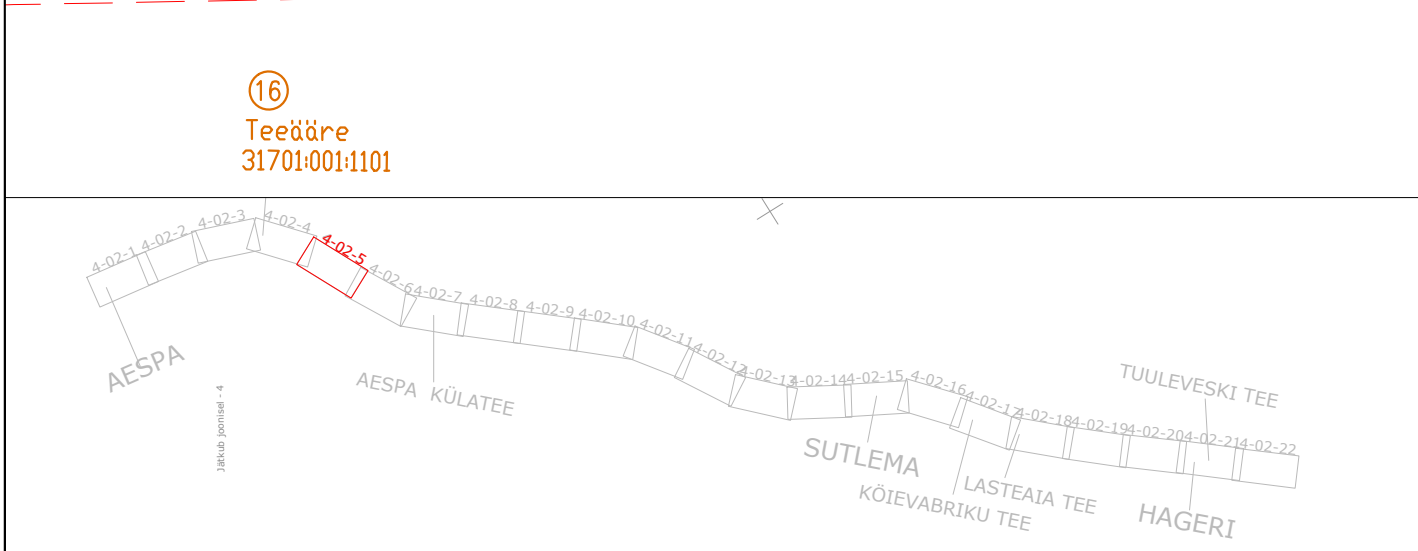 16
Teeääre
31701:001:1101
4-02-1
4-02-2
4-02-3
4-02-4
4-02-5
4-02-6
4-02-7
4-02-8
4-02-9
4-02-10
4-02-11
4-02-12
4-02-13
4-02-14
4-02-15
4-02-16
4-02-17
4-02-18
4-02-19
4-02-20
4-02-21
4-02-22
AESPA
Jätkub joonisel - 4
AESPA KÜLATEE
SUTLEMA
KÖIEVABRIKU TEE
LASTEAIA TEE
TUULEVESKI TEE
HAGERI